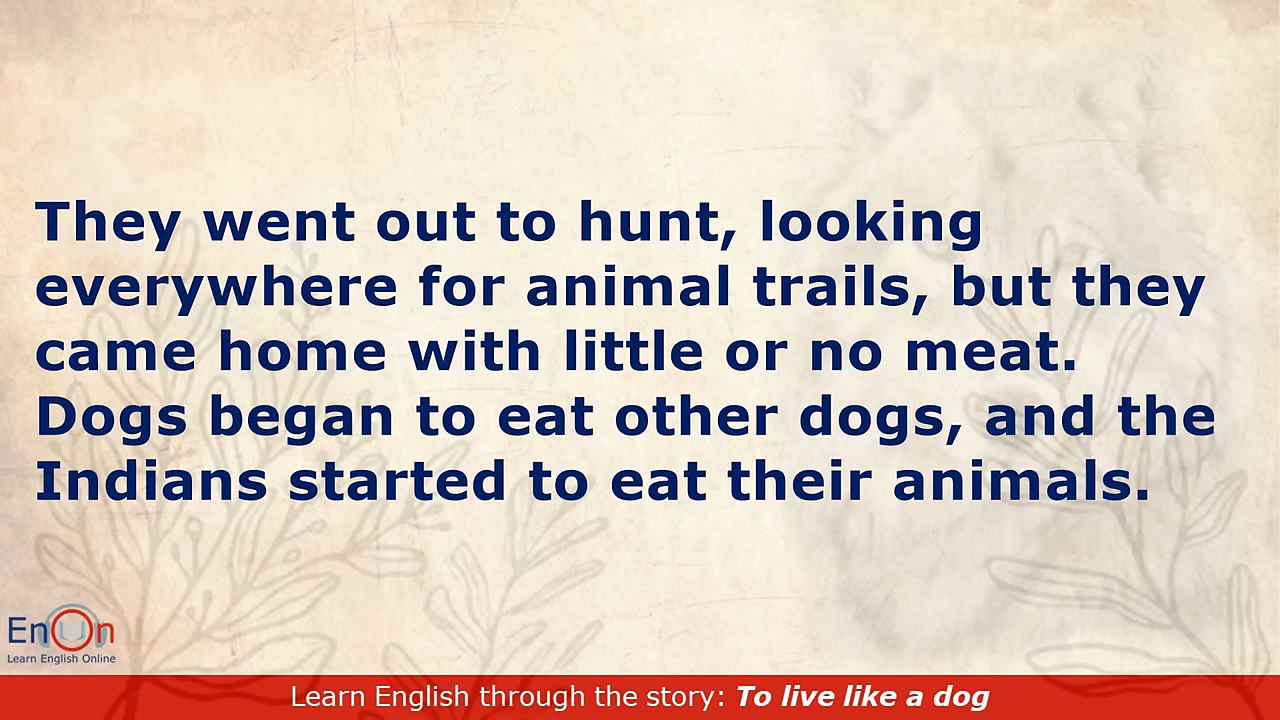 They went out to hunt, looking
everywhere for animal trails, but they
came home with little or no meat.
Dogs began to eat other dogs, and the
Indians started to eat their animals.
EnOn
Learn English Online
Learn English through the story: To live like a dog